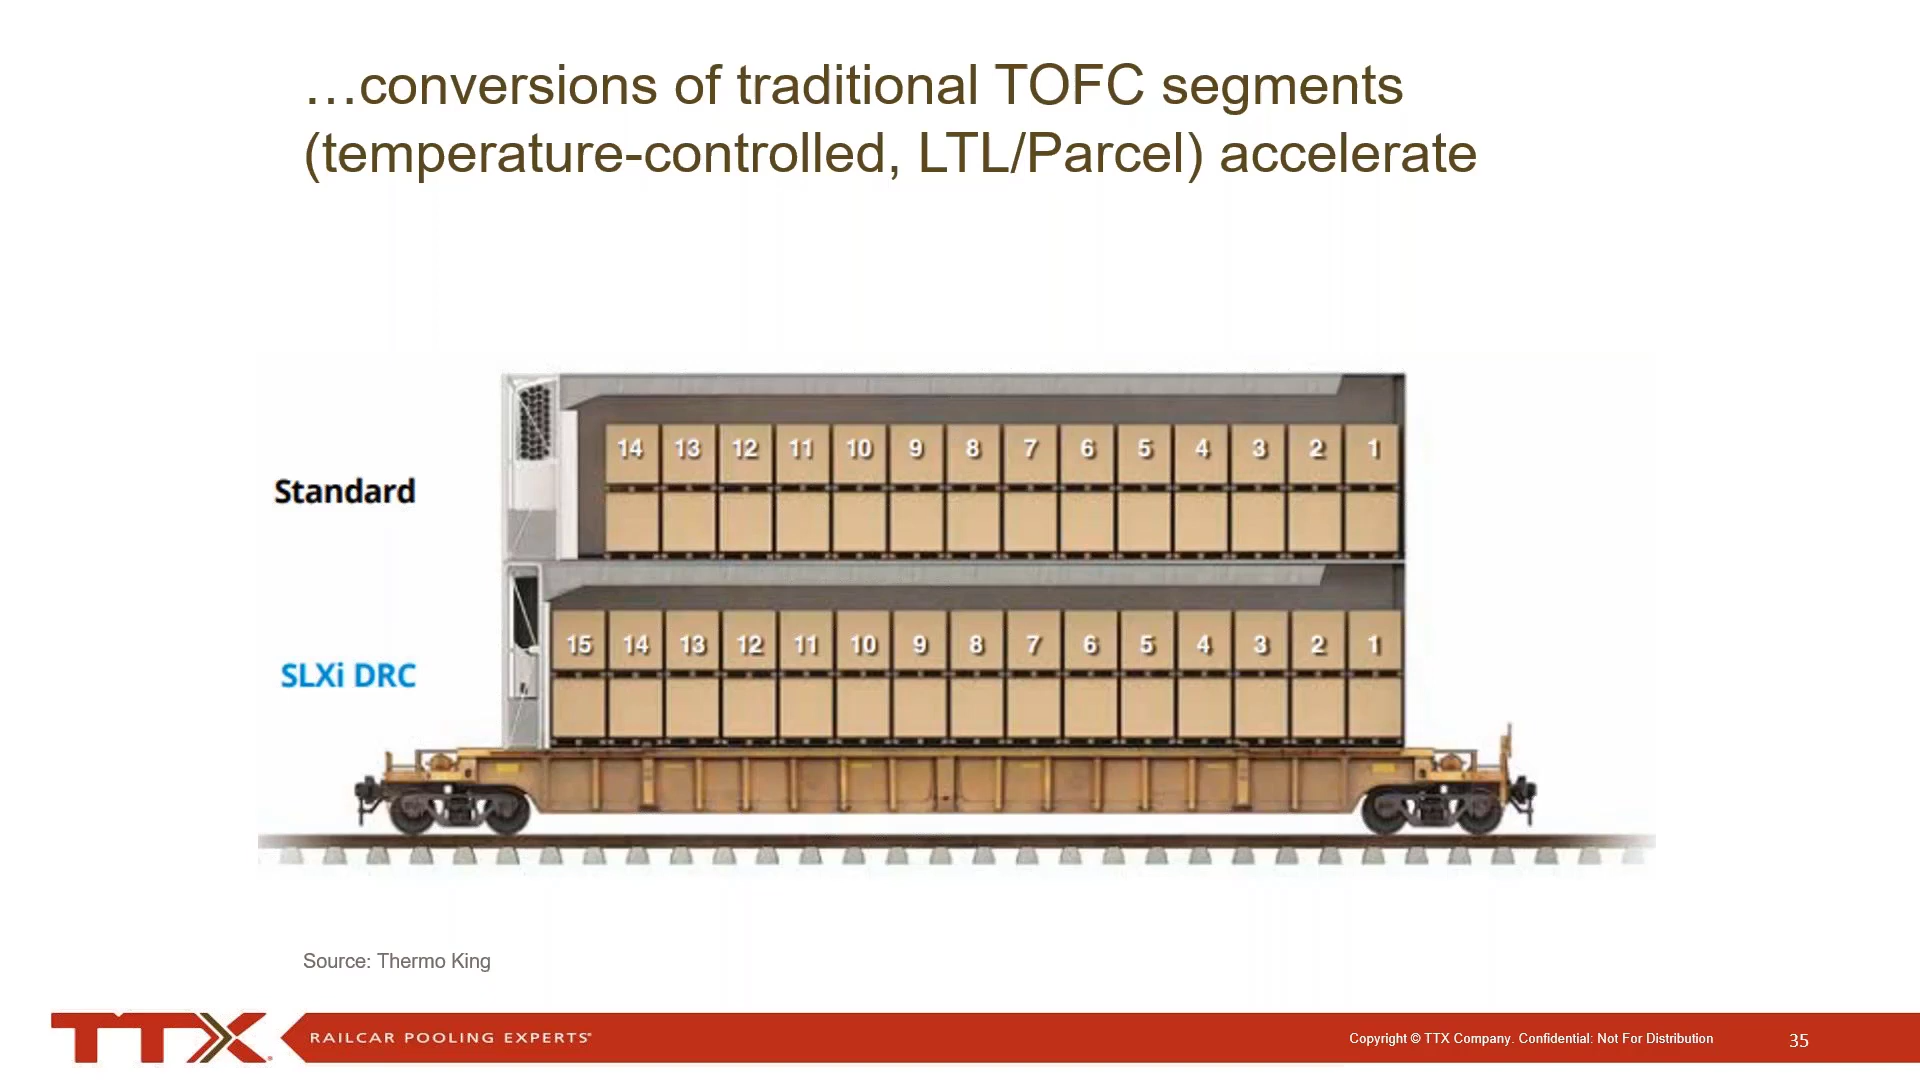 …conversions of traditional TOFC segments
(temperature-controlled, LTL/Parcel) accelerate
14 13 12 11 10 9 8 7 6 5 4 3 2 1
Standard
15 14 13 12 11 10 9 8 7 6 5 4 3 2 1
SLXi DRC
Source: Thermo King
TTX RAILCAR POOLING EXPERTS Copyright © TTX Company. Confidential: Not For Distribution 35